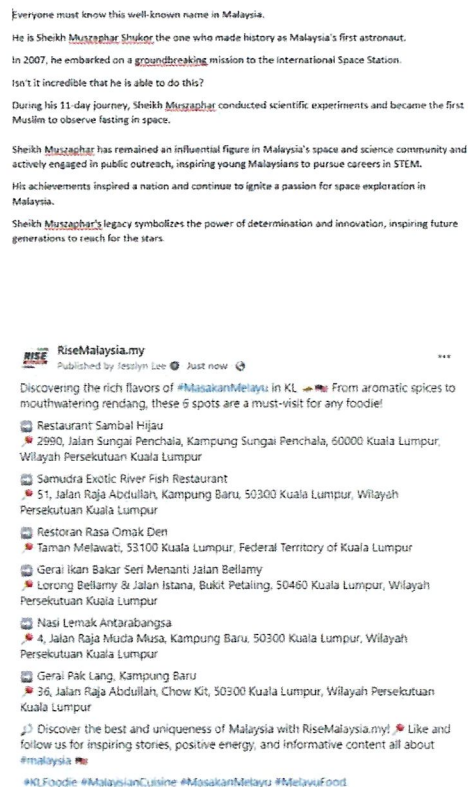 Everyone must know this well-known name in Malaysia.
He is Sheikh Muszaphar Shukor the one who made history as Malaysia's first astronaut.
In 2007, he embarked on a groundbreaking mission to the International Space Station.
Isn't it incredible that he is able to do this?
During his 11-day journey, Sheikh Muszaphar conducted scientific experiments and became the first
Muslim to observe fasting in space.
Sheikh Muszaphar has remained an influential figure in Malaysia's space and science community and
actively engaged in public outreach, inspiring young Malaysians to pursue careers in STEM.
His achievements inspired a nation and continue to ignite a passion for space exploration in
Malaysia.
Sheikh Muszaphar's legacy symbolizes the power of determination and innovation, inspiring future
generations to reach for the stars.
RISE
RiseMalaysia.my
Published by Jesslyn Lee Just now
Discovering the rich flavors of #MasakanMelayu in KL 🇲🇾 From aromatic spices to
mouthwatering rendang, these 6 spots are a must-visit for any foodie!
➡️ Restaurant Sambal Hijau
📍 2990, Jalan Sungai Penchala, Kampung Sungai Penchala, 60000 Kuala Lumpur,
Wilayah Persekutuan Kuala Lumpur
➡️ Samudra Exotic River Fish Restaurant
📍 51, Jalan Raja Abdullah, Kampung Baru, 50300 Kuala Lumpur, Wilayah
Persekutuan Kuala Lumpur
➡️ Restoran Rasa Omak Den
📍 Taman Melawati, 53100 Kuala Lumpur, Federal Territory of Kuala Lumpur
➡️ Gerai Ikan Bakar Seri Menanti Jalan Bellamy
📍 Lorong Bellamy & Jalan Istana, Bukit Petaling, 50460 Kuala Lumpur, Wilayah
Persekutuan Kuala Lumpur
➡️ Nasi Lemak Antarabangsa
📍 4, Jalan Raja Muda Musa, Kampung Baru, 50300 Kuala Lumpur, Wilayah
Persekutuan Kuala Lumpur
➡️ Gerai Pak Lang, Kampung Baru
📍 36, Jalan Raja Abdullah, Chow Kit, 50300 Kuala Lumpur, Wilayah Persekutuan
Kuala Lumpur
🔎 Discover the best and uniqueness of Malaysia with RiseMalaysia.my! 📍 Like and
follow us for inspiring stories, positive energy, and informative content all about
#malaysia 🇲🇾
#KLFoodie #MalaysianCuisine #MasakanMelayu #MelayuFood